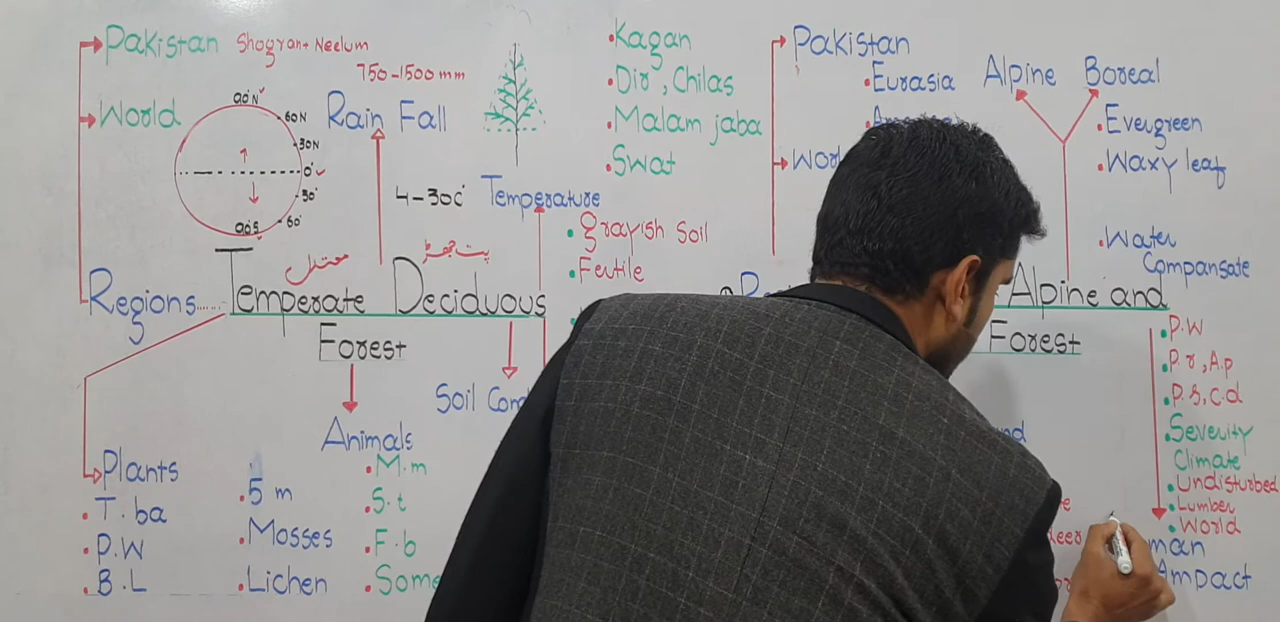 Pakistan Shogran+ Neelum
750-1500 mm
World
90°N
60N
30N
0°
30°
60°
90°S
Rain Fall
4-30C°
Temperature
معتدل
پت جھڑ
Regions......
Temperate Deciduous
Forest
Soil
Animals
Plants
.T.ba
.P.W
.B.L
.5 m
.Mosses
.Lichen
.M.m
.S.t
.F.b
.Some
.Kagan
.Dir, Chilas
.Malam jaba
.Swat
.grayish Soil
.Fertile
Pakistan
.Eurasia
Alpine Boreal
.Evergreen
.Waxy leaf
.Water
Compansate
Alpine and
Forest
.P.W
.P.r, A.p
.P.s, c.d
.Severity
Climate
.Undisturbed
.Lumber
.World
Ampact